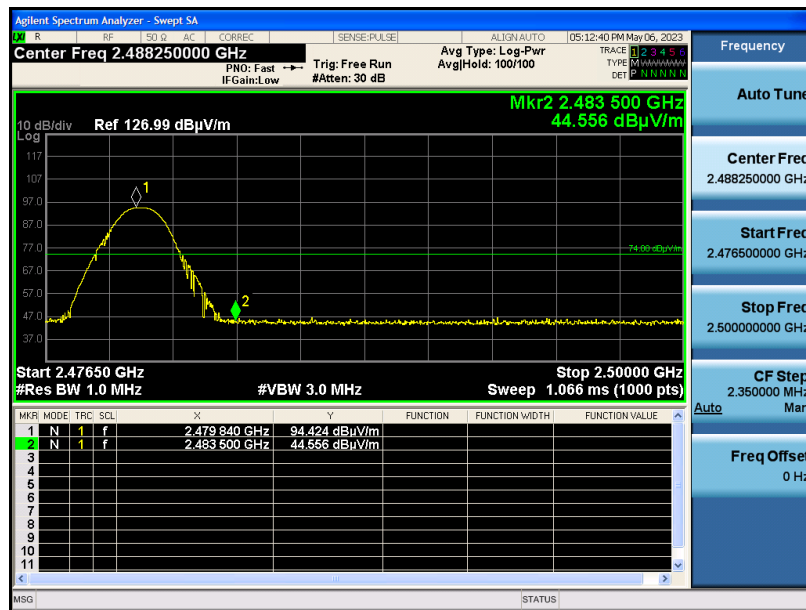 Agilent Spectrum Analyzer - Swept SA
LXI R RF 50 Ω AC CORREC SENSE:PULSE ALIGN AUTO 05:12:40 PM May 06, 2023
Center Freq 2.488250000 GHz
PNO: Fast
IFGain:Low
Trig: Free Run
#Atten: 30 dB
Avg Type: Log-Pwr
Avg|Hold: 100/100
TRACE 1 2 3 4 5 6
TYPE M
DET P N N N N N
Frequency
Mkr2 2.483 500 GHz
44.556 dBµV/m
10 dB/div Ref 126.99 dBµV/m
Log
117
107
97.0
87.0
77.0
67.0
57.0
47.0
37.0
1
2
74.00 dBµV/m
Start 2.47650 GHz Stop 2.50000 GHz
#Res BW 1.0 MHz #VBW 3.0 MHz Sweep 1.066 ms (1000 pts)
MKR MODE TRC SCL X Y FUNCTION FUNCTION WIDTH FUNCTION VALUE
1 N 1 f 2.479 840 GHz 94.424 dBµV/m
2 N 1 f 2.483 500 GHz 44.556 dBµV/m
3
4
5
6
7
8
9
10
11
MSG STATUS
Auto Tune
Center Freq
2.488250000 GHz
Start Freq
2.476500000 GHz
Stop Freq
2.500000000 GHz
CF Step
2.350000 MHz
Auto Man
Freq Offset
0 Hz